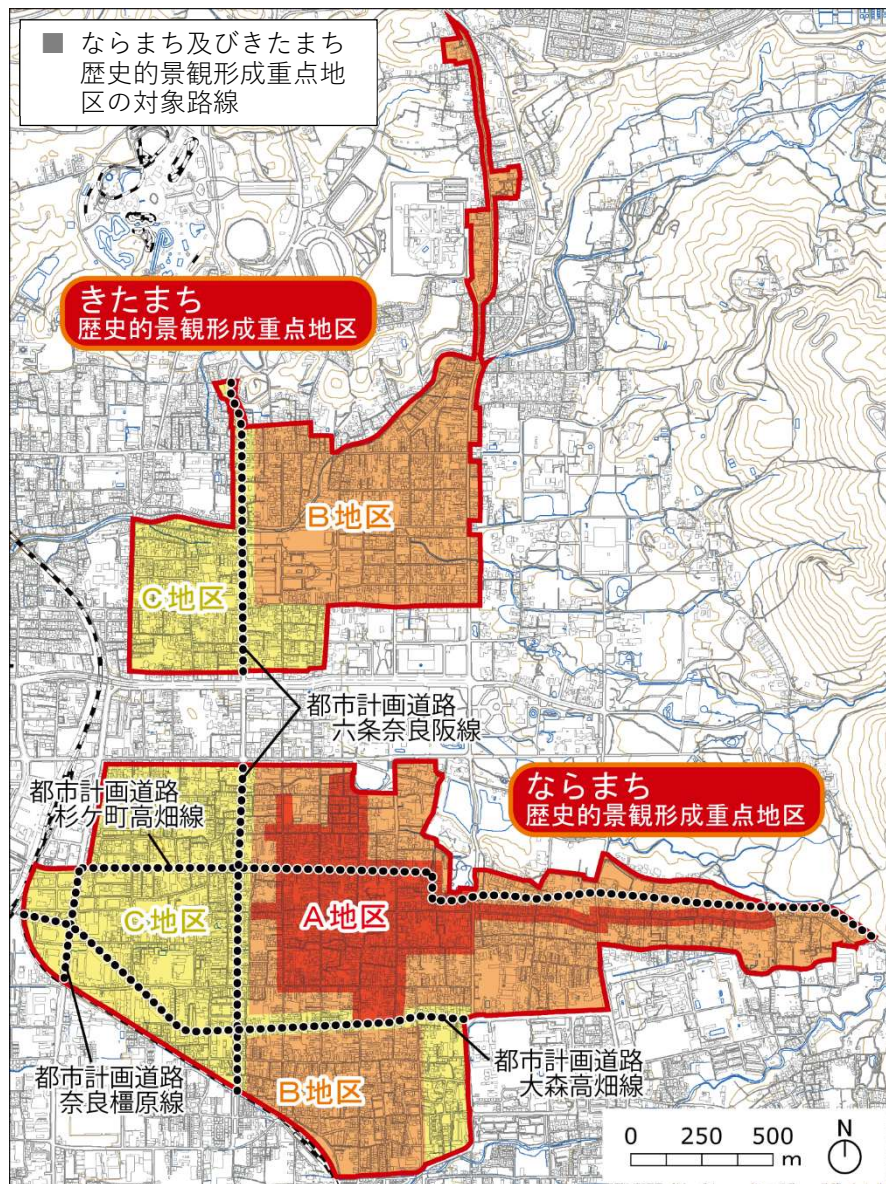 ■ ならまち及びきたまち
歴史的景観形成重点地
区の対象路線
きたまち
歴史的景観形成重点地区
B地区
C地区
都市計画道路
六条奈良阪線
都市計画道路
杉ケ町高畑線
ならまち
歴史的景観形成重点地区
C地区
A地区
都市計画道路
奈良橿原線
B地区
都市計画道路
大森高畑線
0 250 500
m
N